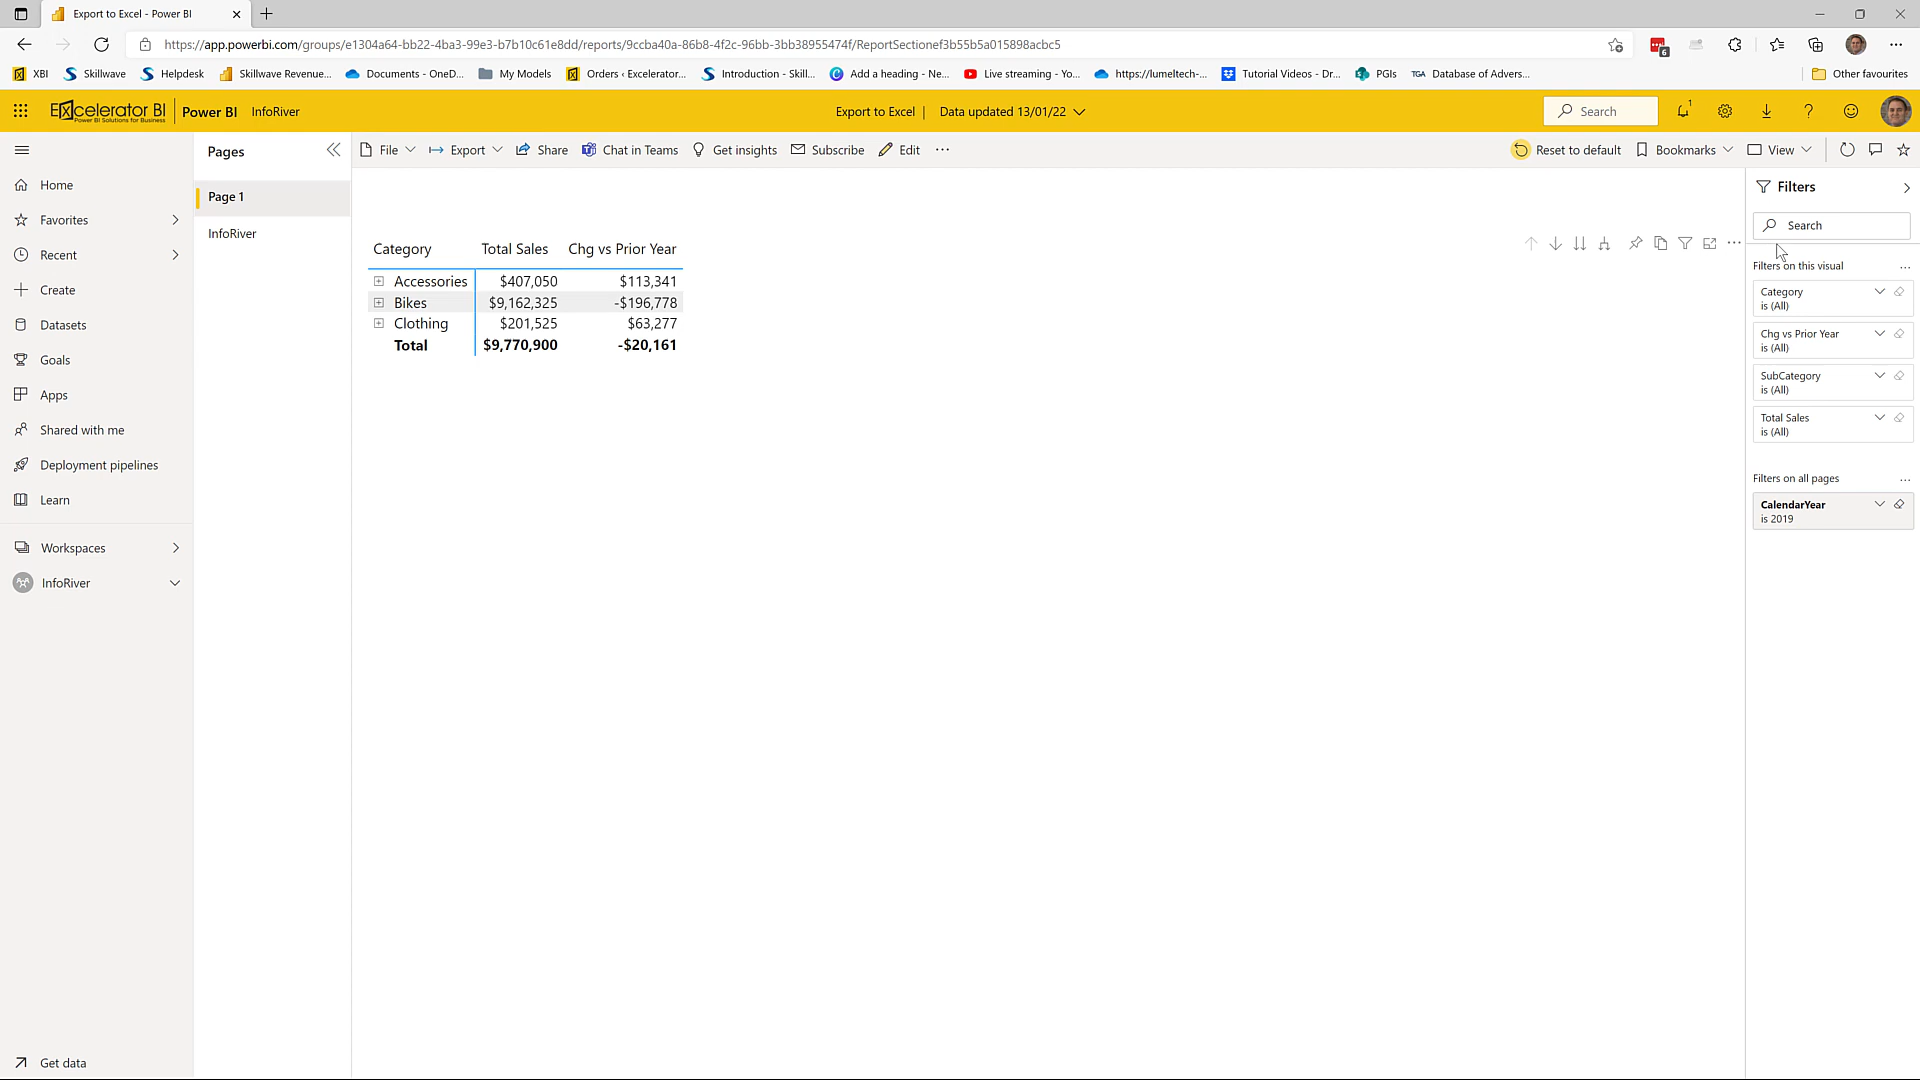 Export to Excel - Power BI
https://app.powerbi.com/groups/e1304a64-bb22-4ba3-99e3-b7b10c61e8dd/reports/9ccba40a-86b8-4f2c-96bb-3bb38955474f/ReportSectionef3b55b5a015898acbc5
6
XBI
Skillwave
Helpdesk
Skillwave Revenue...
Documents - OneD...
My Models
Orders ‹ Excelerator...
Introduction - Skill...
Add a heading - Ne...
Live streaming - Yo...
https://lumeltech-...
Tutorial Videos - Dr...
PGIs
TGA Database of Advers...
Other favourites
EXcelerator BI
Power BI Solutions for Business
Power BI
InfoRiver
Export to Excel | Data updated 13/01/22
Search
1
Pages
File
Export
Share
Chat in Teams
Get insights
Subscribe
Edit
Reset to default
Bookmarks
View
Home
Favorites
Recent
Create
Datasets
Goals
Apps
Shared with me
Deployment pipelines
Learn
Workspaces
InfoRiver
Get data
Page 1
InfoRiver
Category Total Sales Chg vs Prior Year
Accessories $407,050 $113,341
Bikes $9,162,325 -$196,778
Clothing $201,525 $63,277
Total $9,770,900 -$20,161
Filters
Search
Filters on this visual
Category
is (All)
Chg vs Prior Year
is (All)
SubCategory
is (All)
Total Sales
is (All)
Filters on all pages
CalendarYear
is 2019